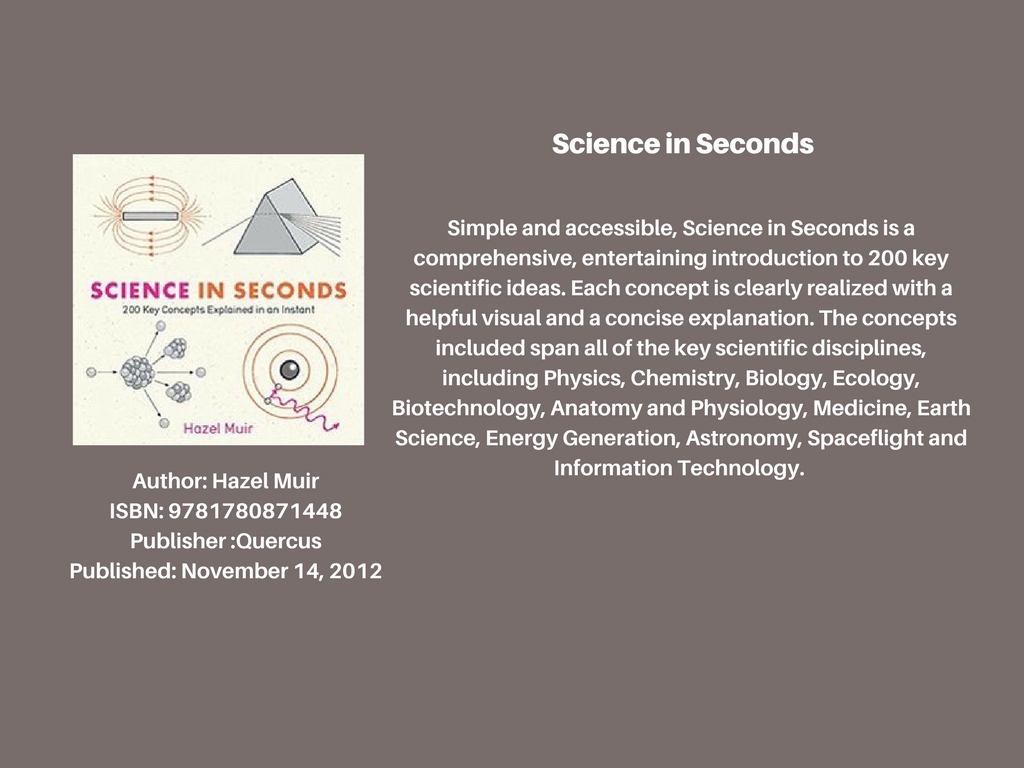 Science in Seconds
SCIENCE IN SECONDS
200 Key Concepts Explained in an Instant
Hazel Muir
Author: Hazel Muir
ISBN: 9781780871448
Publisher :Quercus
Published: November 14, 2012
Simple and accessible, Science in Seconds is a
comprehensive, entertaining introduction to 200 key
scientific ideas. Each concept is clearly realized with a
helpful visual and a concise explanation. The concepts
included span all of the key scientific disciplines,
including Physics, Chemistry, Biology, Ecology,
Biotechnology, Anatomy and Physiology, Medicine, Earth
Science, Energy Generation, Astronomy, Spaceflight and
Information Technology.